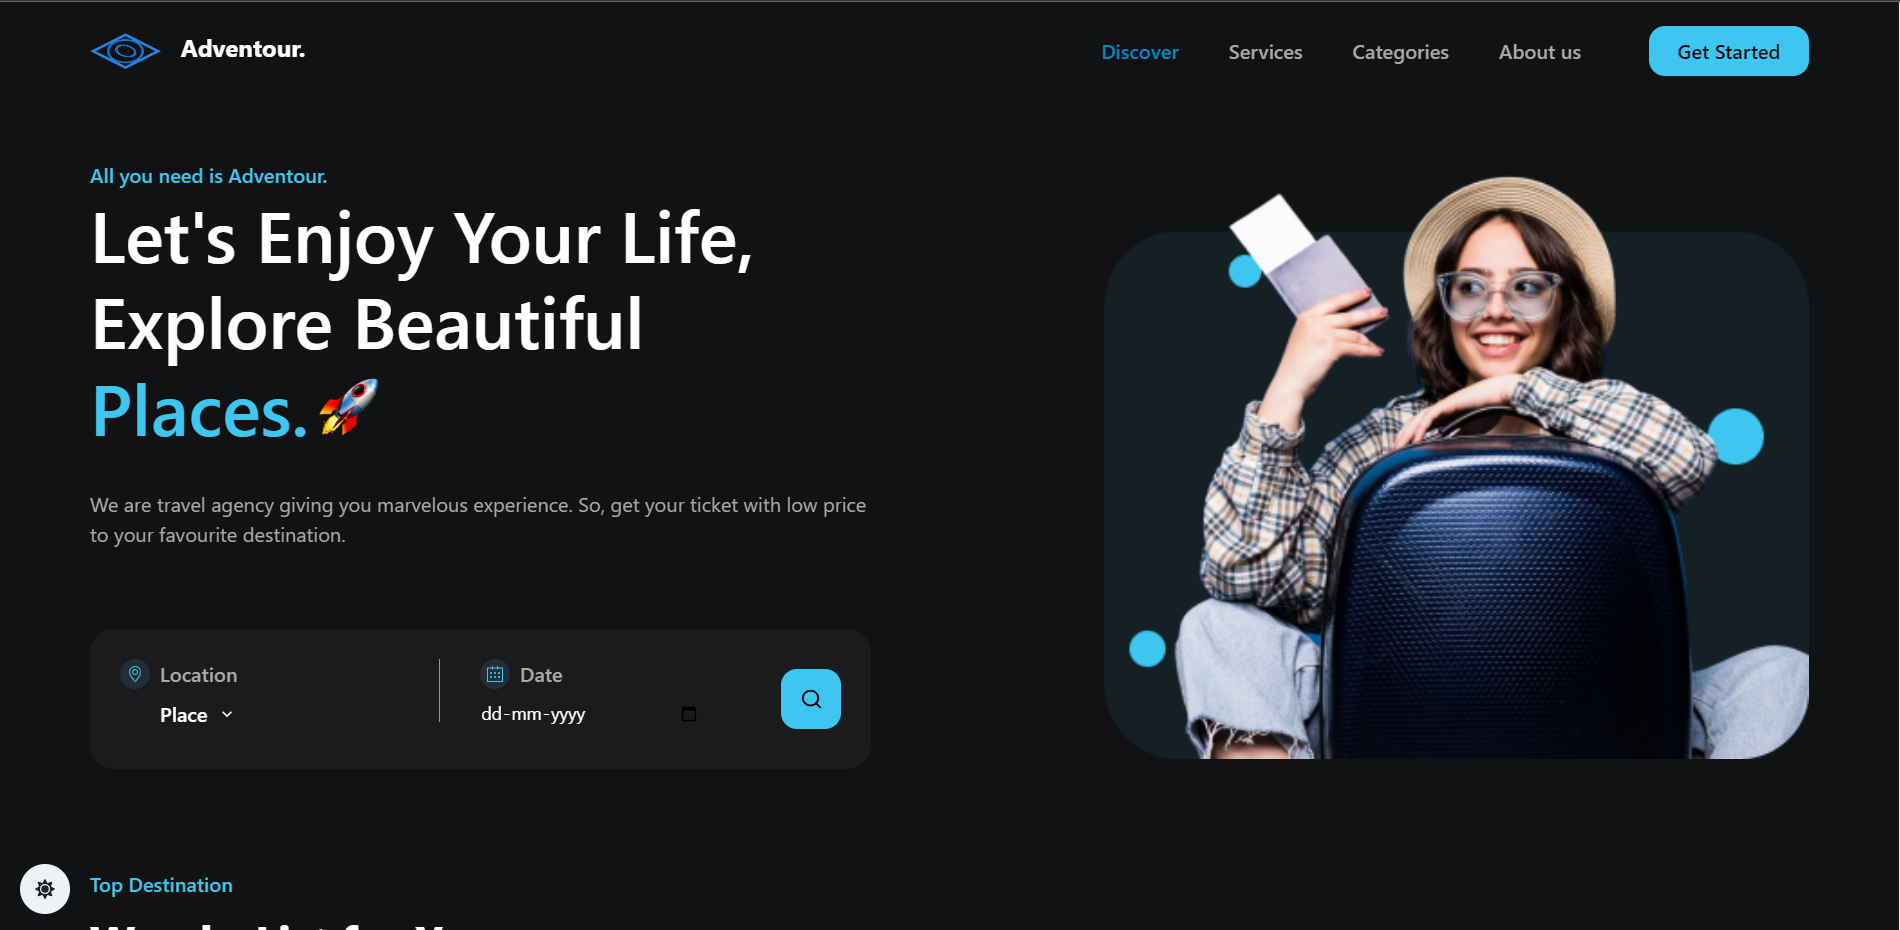 Adventour.
Discover
Services
Categories
About us
Get Started
All you need is Adventour.
Let's Enjoy Your Life,
Explore Beautiful
Places.🚀
We are travel agency giving you marvelous experience. So, get your ticket with low price
to your favourite destination.
Location
Place
Date
dd-mm-yyyy
Top Destination